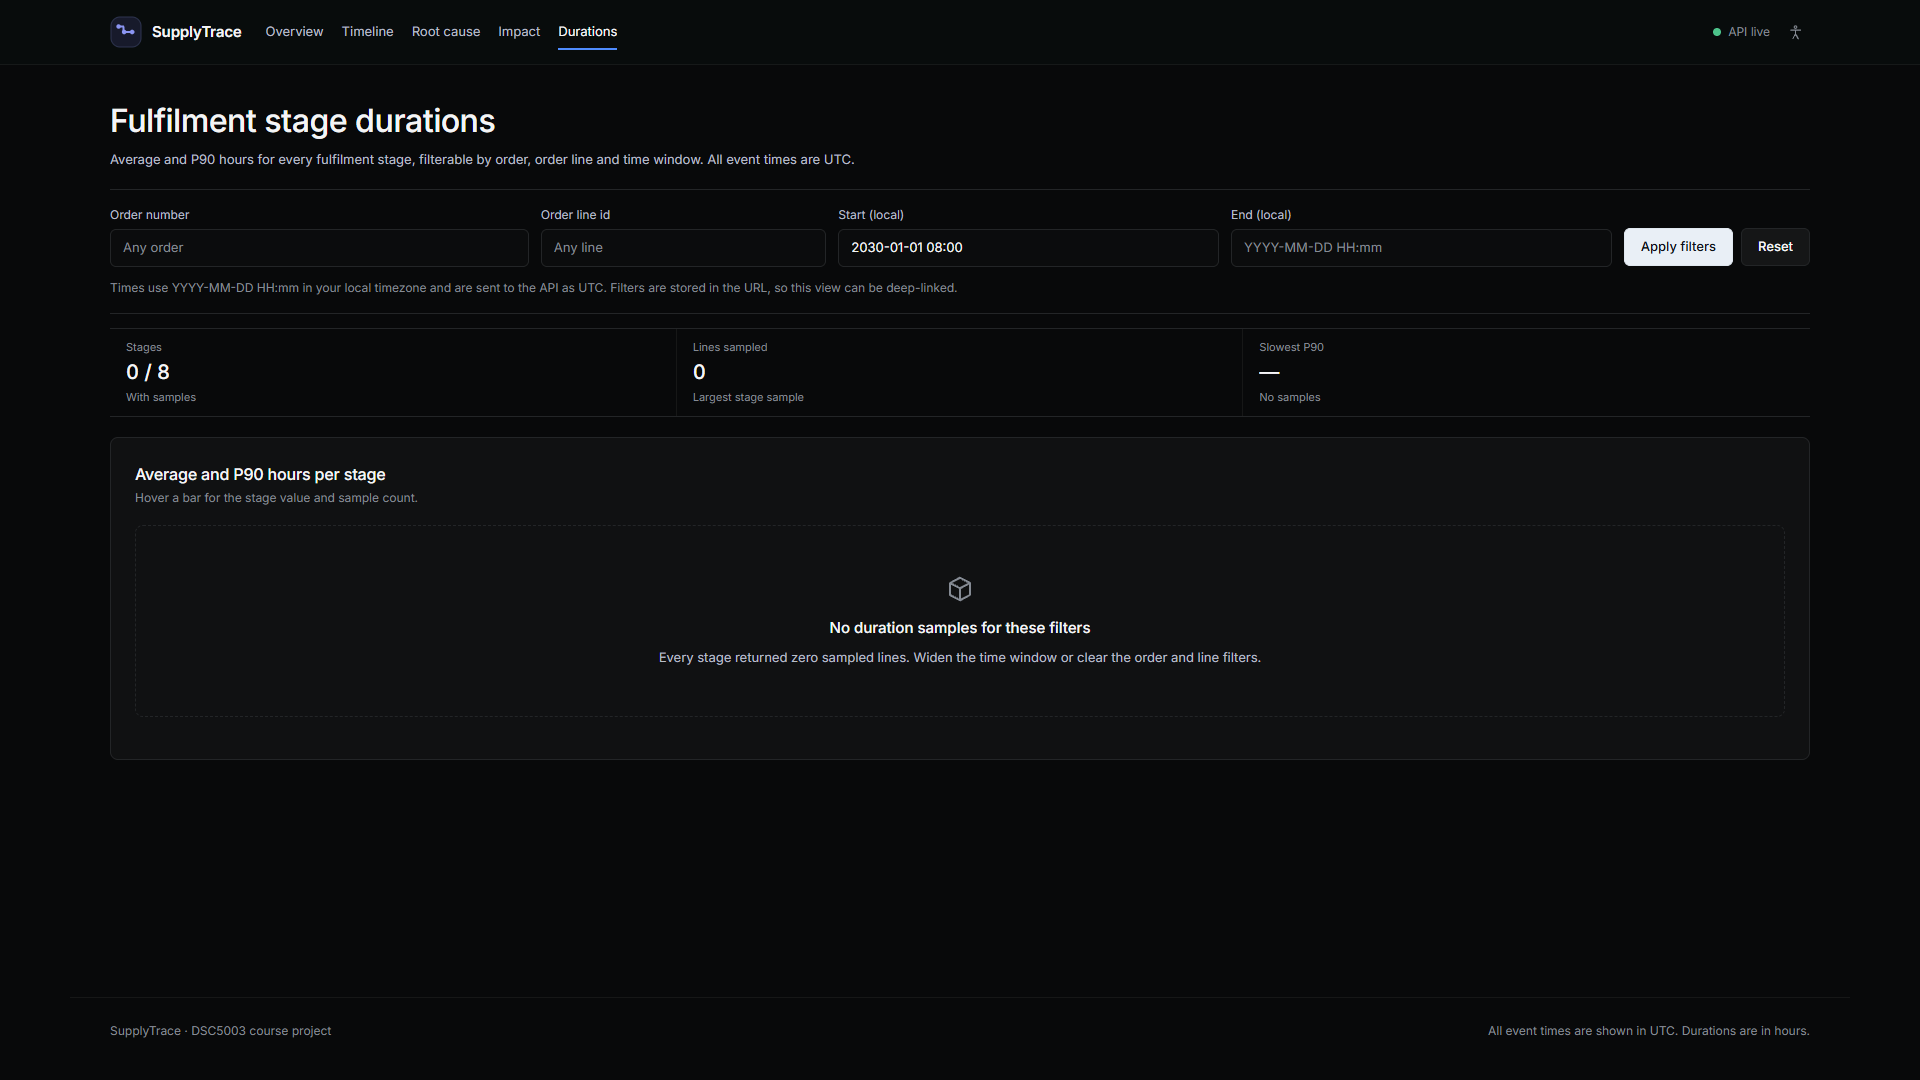 SupplyTrace Overview Timeline Root cause Impact Durations API live
Fulfilment stage durations
Average and P90 hours for every fulfilment stage, filterable by order, order line and time window. All event times are UTC.
Order number Order line id Start (local) End (local)
Any order Any line 2030-01-01 08:00 YYYY-MM-DD HH:mm Apply filters Reset
Times use YYYY-MM-DD HH:mm in your local timezone and are sent to the API as UTC. Filters are stored in the URL, so this view can be deep-linked.
Stages Lines sampled Slowest P90
0 / 8 0 —
With samples Largest stage sample No samples
Average and P90 hours per stage
Hover a bar for the stage value and sample count.
No duration samples for these filters
Every stage returned zero sampled lines. Widen the time window or clear the order and line filters.
SupplyTrace · DSC5003 course project All event times are shown in UTC. Durations are in hours.